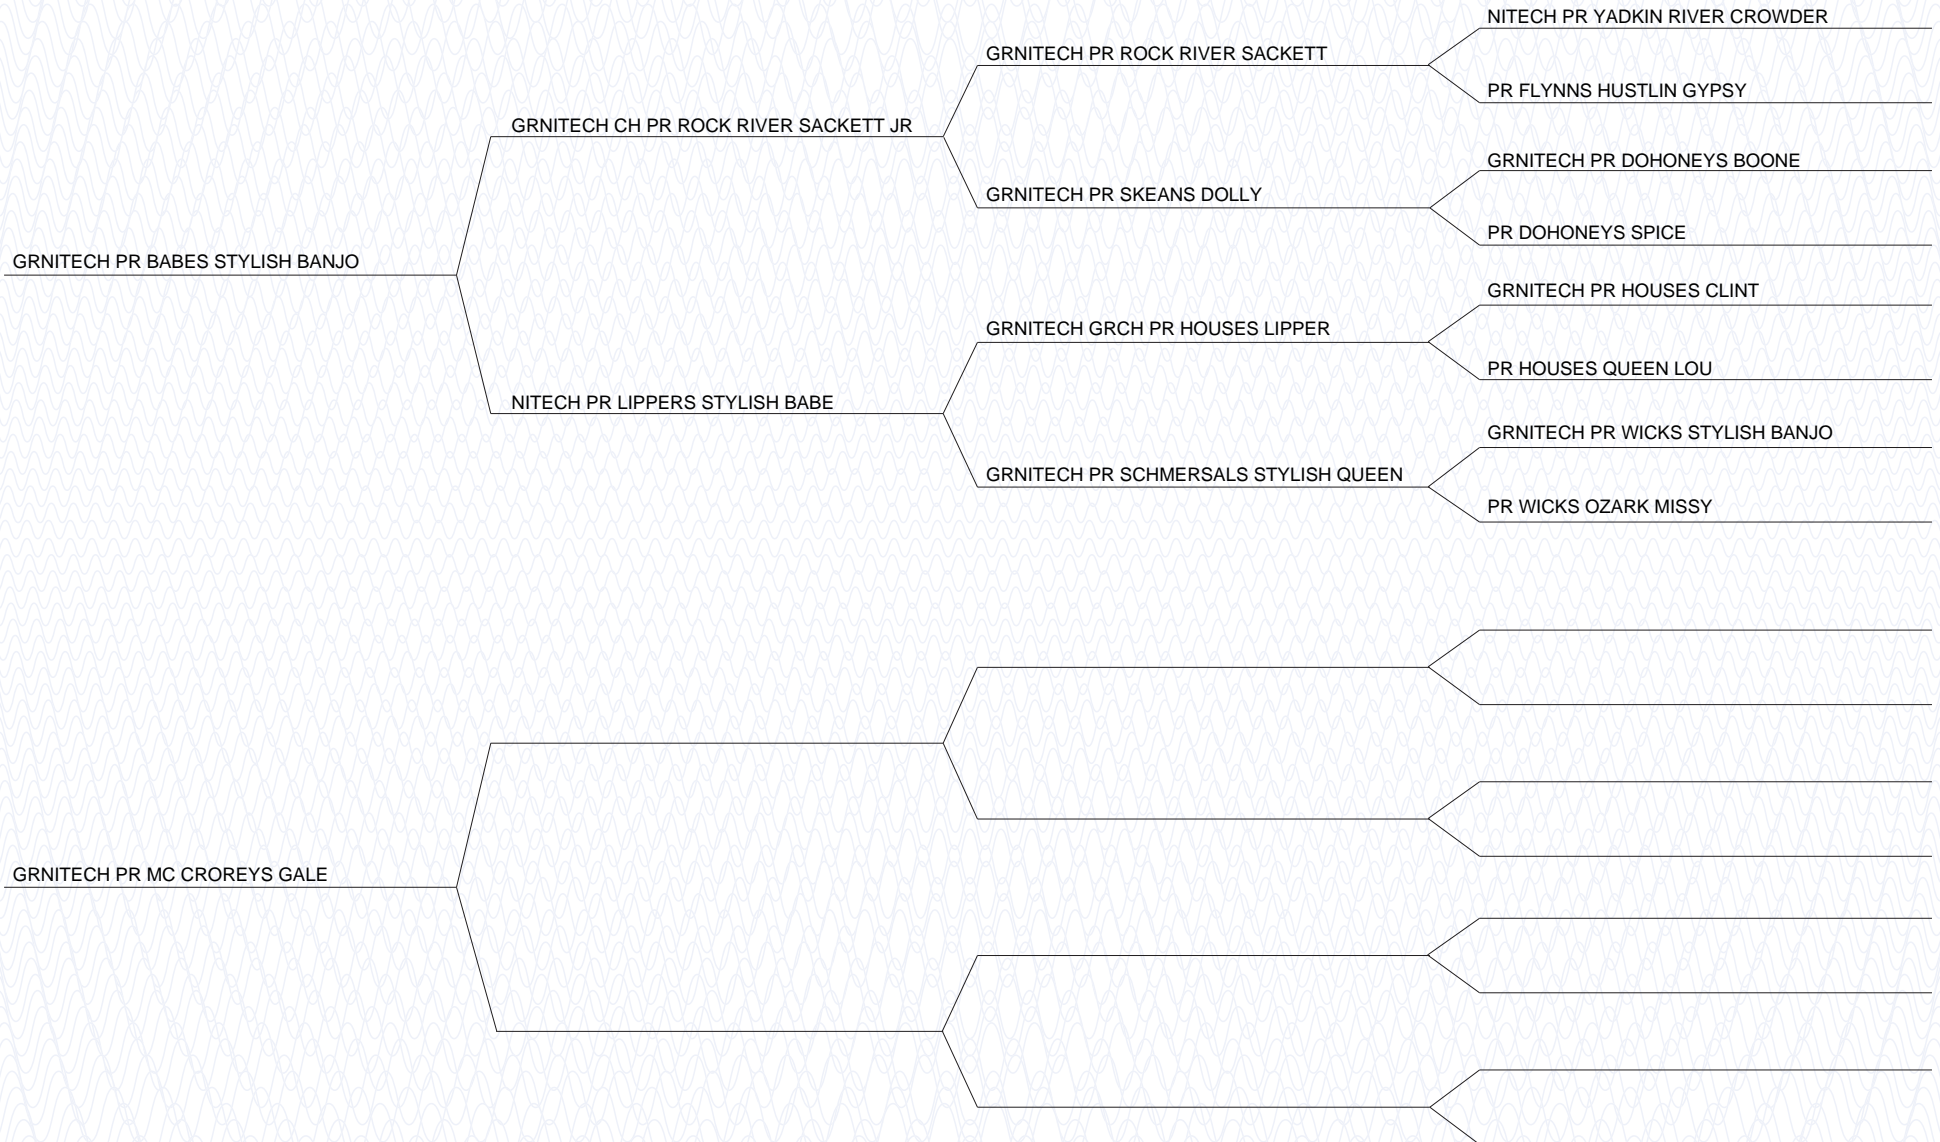 NITECH PR YADKIN RIVER CROWDER
GRNITECH PR ROCK RIVER SACKETT
PR FLYNNS HUSTLIN GYPSY
GRNITECH CH PR ROCK RIVER SACKETT JR
GRNITECH PR DOHONEYS BOONE
GRNITECH PR SKEANS DOLLY
PR DOHONEYS SPICE
GRNITECH PR BABES STYLISH BANJO
GRNITECH PR HOUSES CLINT
GRNITECH GRCH PR HOUSES LIPPER
PR HOUSES QUEEN LOU
NITECH PR LIPPERS STYLISH BABE
GRNITECH PR WICKS STYLISH BANJO
GRNITECH PR SCHMERSALS STYLISH QUEEN
PR WICKS OZARK MISSY
GRNITECH PR MC CROREYS GALE